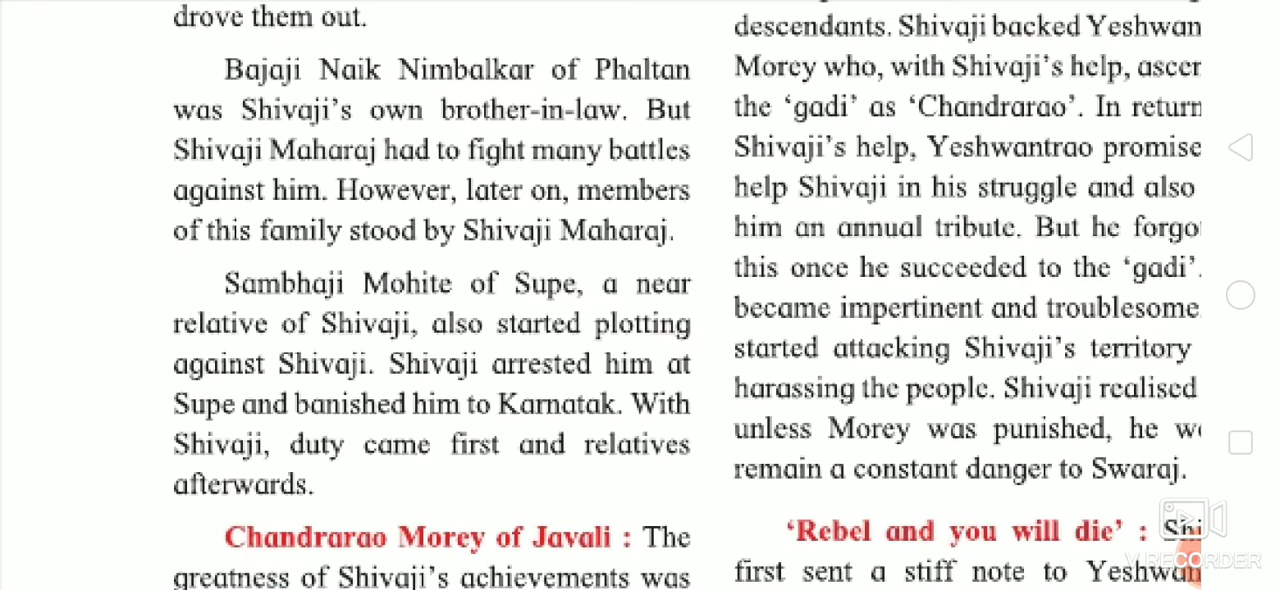 drove them out.
Bajaji Naik Nimbalkar of Phaltan
was Shivaji's own brother-in-law. But
Shivaji Maharaj had to fight many battles
against him. However, later on, members
of this family stood by Shivaji Maharaj.
Sambhaji Mohite of Supe, a near
relative of Shivaji, also started plotting
against Shivaji. Shivaji arrested him at
Supe and banished him to Karnatak. With
Shivaji, duty came first and relatives
afterwards.
Chandrarao Morey of Javali : The
greatness of Shivaji's achievements was
descendants. Shivaji backed
Morey who, with Shivaji's help,
the ‘gadi’ as ‘Chandrarao’. In return
Shivaji's help, Yeshwantrao
help Shivaji in his struggle and also
him an annual tribute. But he
this once he succeeded to the ‘gadi’.
became impertinent and troublesome
started attacking Shivaji's territory
harassing the people. Shivaji realised
unless Morey was punished, he
remain a constant danger to Swaraj.
‘Rebel and you will die’ :
first sent a stiff note to
V RECORDER